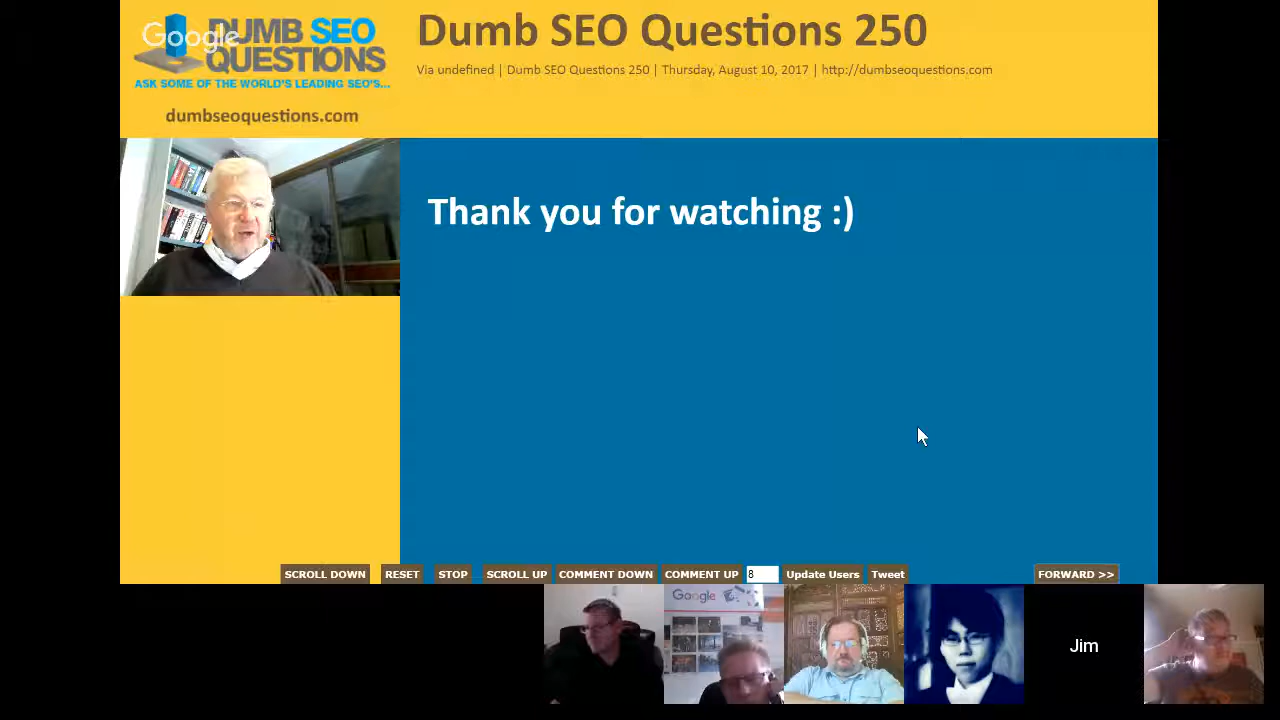 Google
DUMB SEO
QUESTIONS
ASK SOME OF THE WORLD'S LEADING SEO'S...
dumbseoquestions.com
Dumb SEO Questions 250
Via undefined | Dumb SEO Questions 250 | Thursday, August 10, 2017 | http://dumbseoquestions.com
Thank you for watching :)
SCROLL DOWN RESET STOP SCROLL UP COMMENT DOWN COMMENT UP 8 Update Users Tweet FORWARD >>
Google
Jim